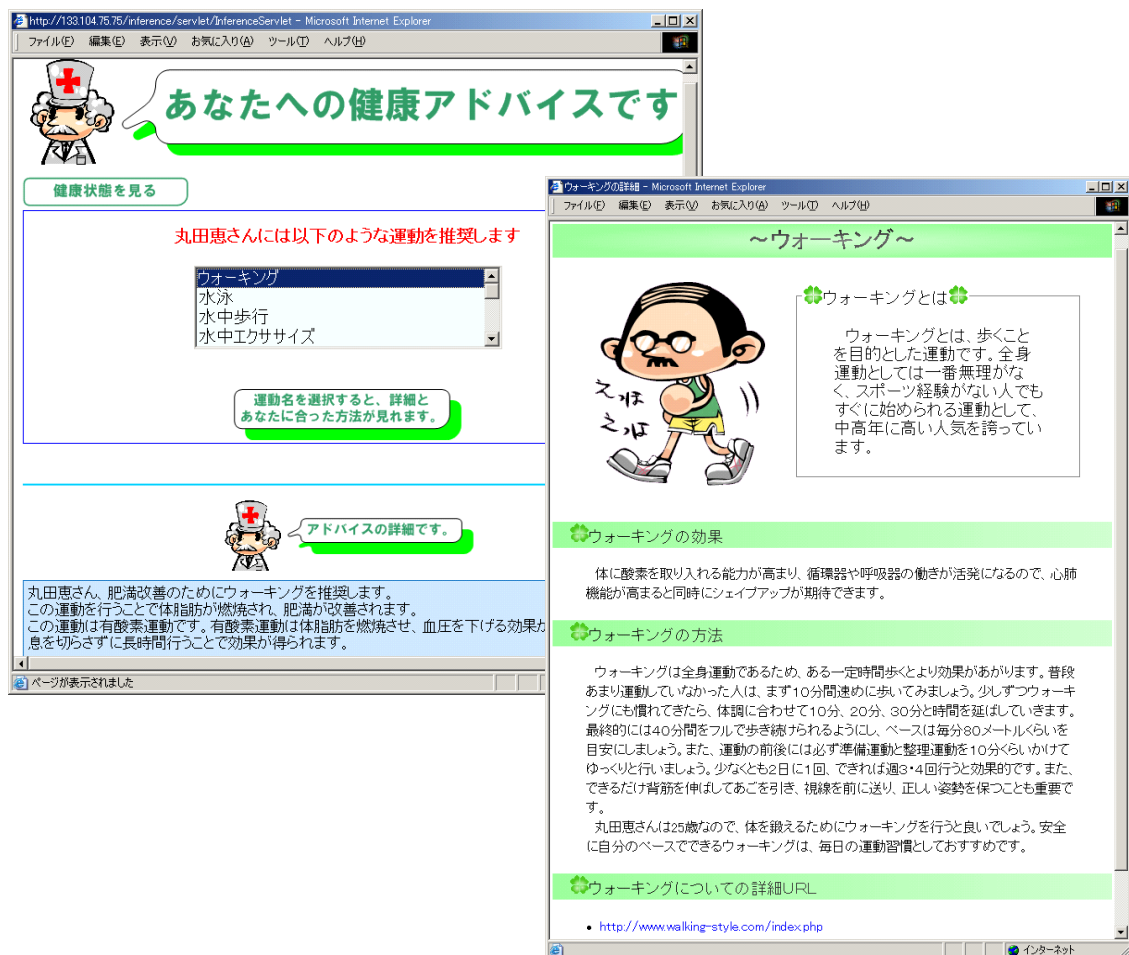 http://133.104.75.75/inference/servlet/InferenceServlet - Microsoft Internet Explorer
ファイル(F) 編集(E) 表示(V) お気に入り(A) ツール(T) ヘルプ(H)
あなたへの健康アドバイスです
健康状態を見る
丸田恵さんには以下のような運動を推奨します
ウォーキング
水泳
水中歩行
水中エクササイズ
運動名を選択すると、詳細と
あなたに合った方法が見れます。
アドバイスの詳細です。
丸田恵さん、肥満改善のためにウォーキングを推奨します。
この運動を行うことで体脂肪が燃焼され、肥満が改善されます。
この運動は有酸素運動です。有酸素運動は体脂肪を燃焼させ、血圧を下げる効果が
息を切らさずに長時間行うことで効果が得られます。
ページが表示されました
ウォーキングの詳細 - Microsoft Internet Explorer
ファイル(F) 編集(E) 表示(V) お気に入り(A) ツール(T) ヘルプ(H)
～ウォーキング～
えっほ
えっほ
ウォーキングとは
ウォーキングとは、歩くこと
を目的とした運動です。全身
運動としては一番無理がな
く、スポーツ経験がない人でも
すぐに始められる運動として、
中高年に高い人気を誇ってい
ます。
ウォーキングの効果
体に酸素を取り入れる能力が高まり、循環器や呼吸器の働きが活発になるので、心肺
機能が高まると同時にシェイプアップが期待できます。
ウォーキングの方法
ウォーキングは全身運動であるため、ある一定時間歩くとより効果があがります。普段
あまり運動していなかった人は、まず10分間速めに歩いてみましょう。少しずつウォーキ
ングにも慣れてきたら、体調に合わせて10分、20分、30分と時間を延ばしていきます。
最終的には40分間をフルで歩き続けられるようにし、ペースは毎分80メートルくらいを
目安にしましょう。また、運動の前後には必ず準備運動と整理運動を10分くらいかけて
ゆっくりと行いましょう。少なくとも2日に1回、できれば週3・4回行うと効果的です。また、
できるだけ背筋を伸ばしてあごを引き、視線を前に送り、正しい姿勢を保つことも重要で
す。
丸田恵さんは25歳なので、体を鍛えるためにウォーキングを行うと良いでしょう。安全
に自分のペースでできるウォーキングは、毎日の運動習慣としておすすめです。
ウォーキングについての詳細URL
http://www.walking-style.com/index.php
インターネット